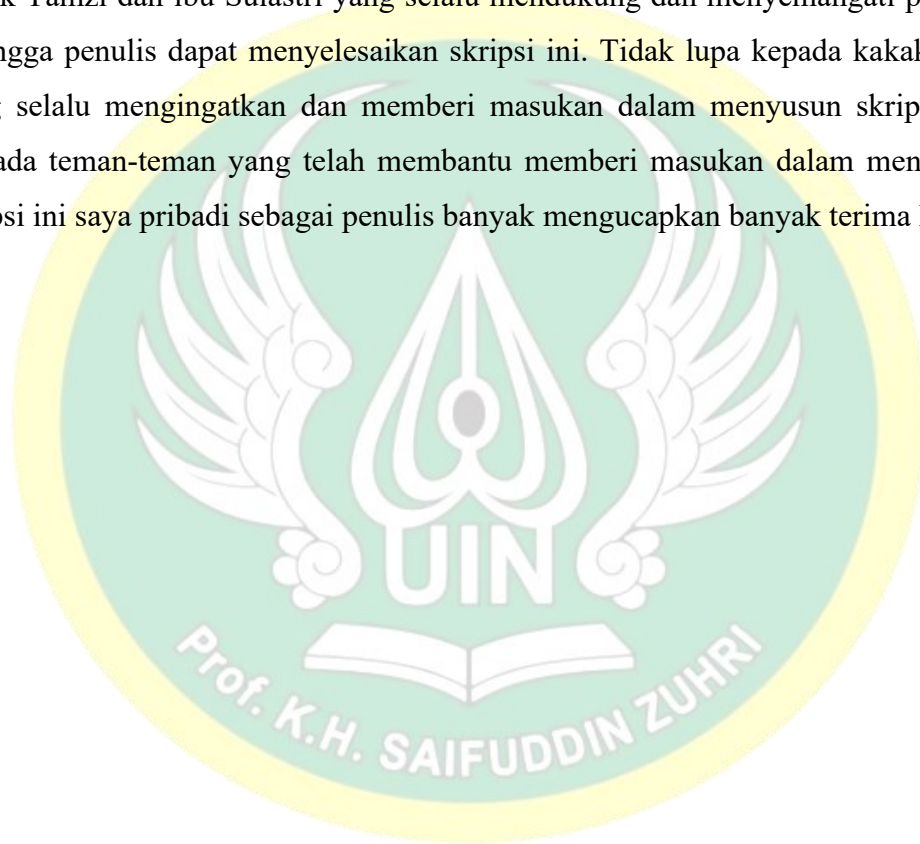 dan ibu Sulastri yang selalu mendukung dan menyemangati
penulis dapat menyelesaikan skripsi ini. Tidak lupa kepada kakak
selalu mengingatkan dan memberi masukan dalam menyusun
teman-teman yang telah membantu memberi masukan dalam
ini saya pribadi sebagai penulis banyak mengucapkan banyak terima
UIN
Prof. K.H. SAIFUDDIN ZUHRI